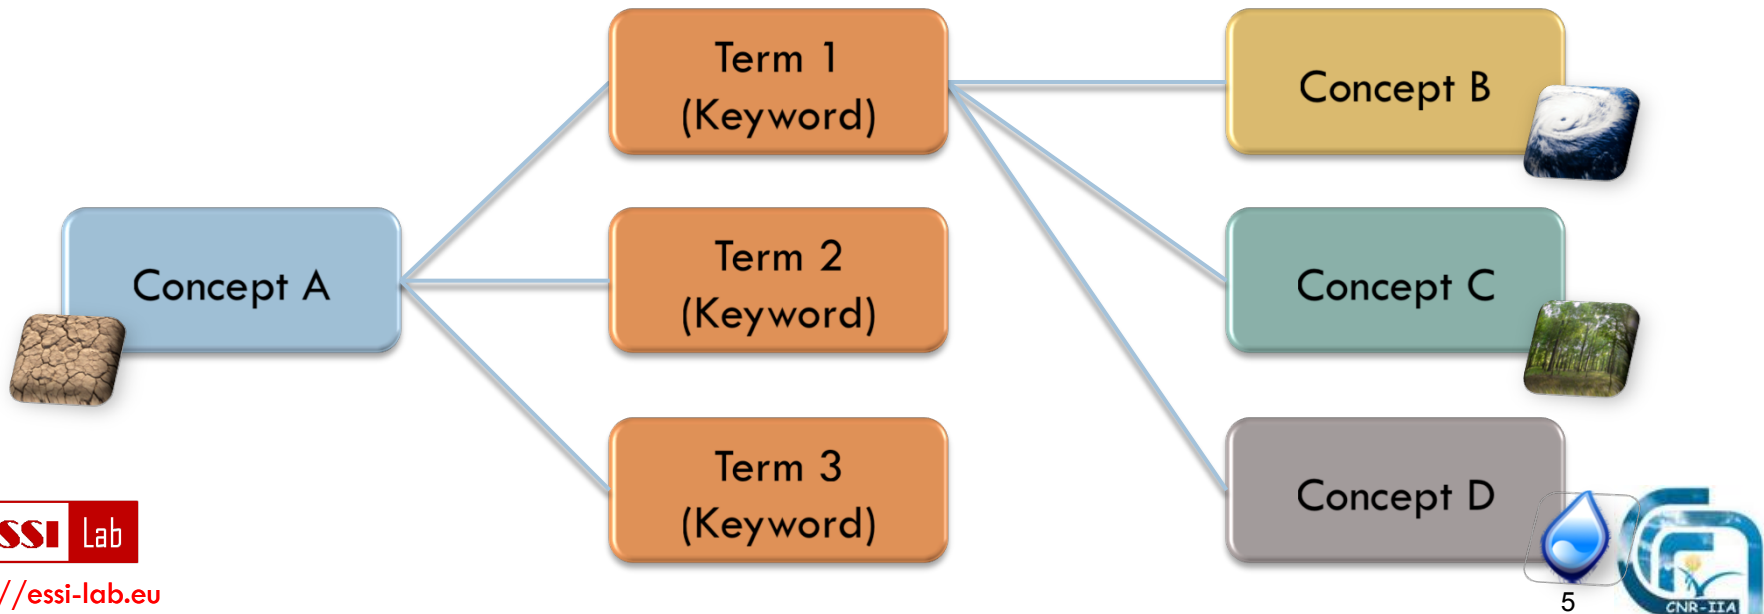 Term 1
(Keyword)
Concept B
Concept A
Term 2
(Keyword)
Concept C
Term 3
(Keyword)
Concept D
SSI Lab
//essi-lab.eu
5
CNR-IIA